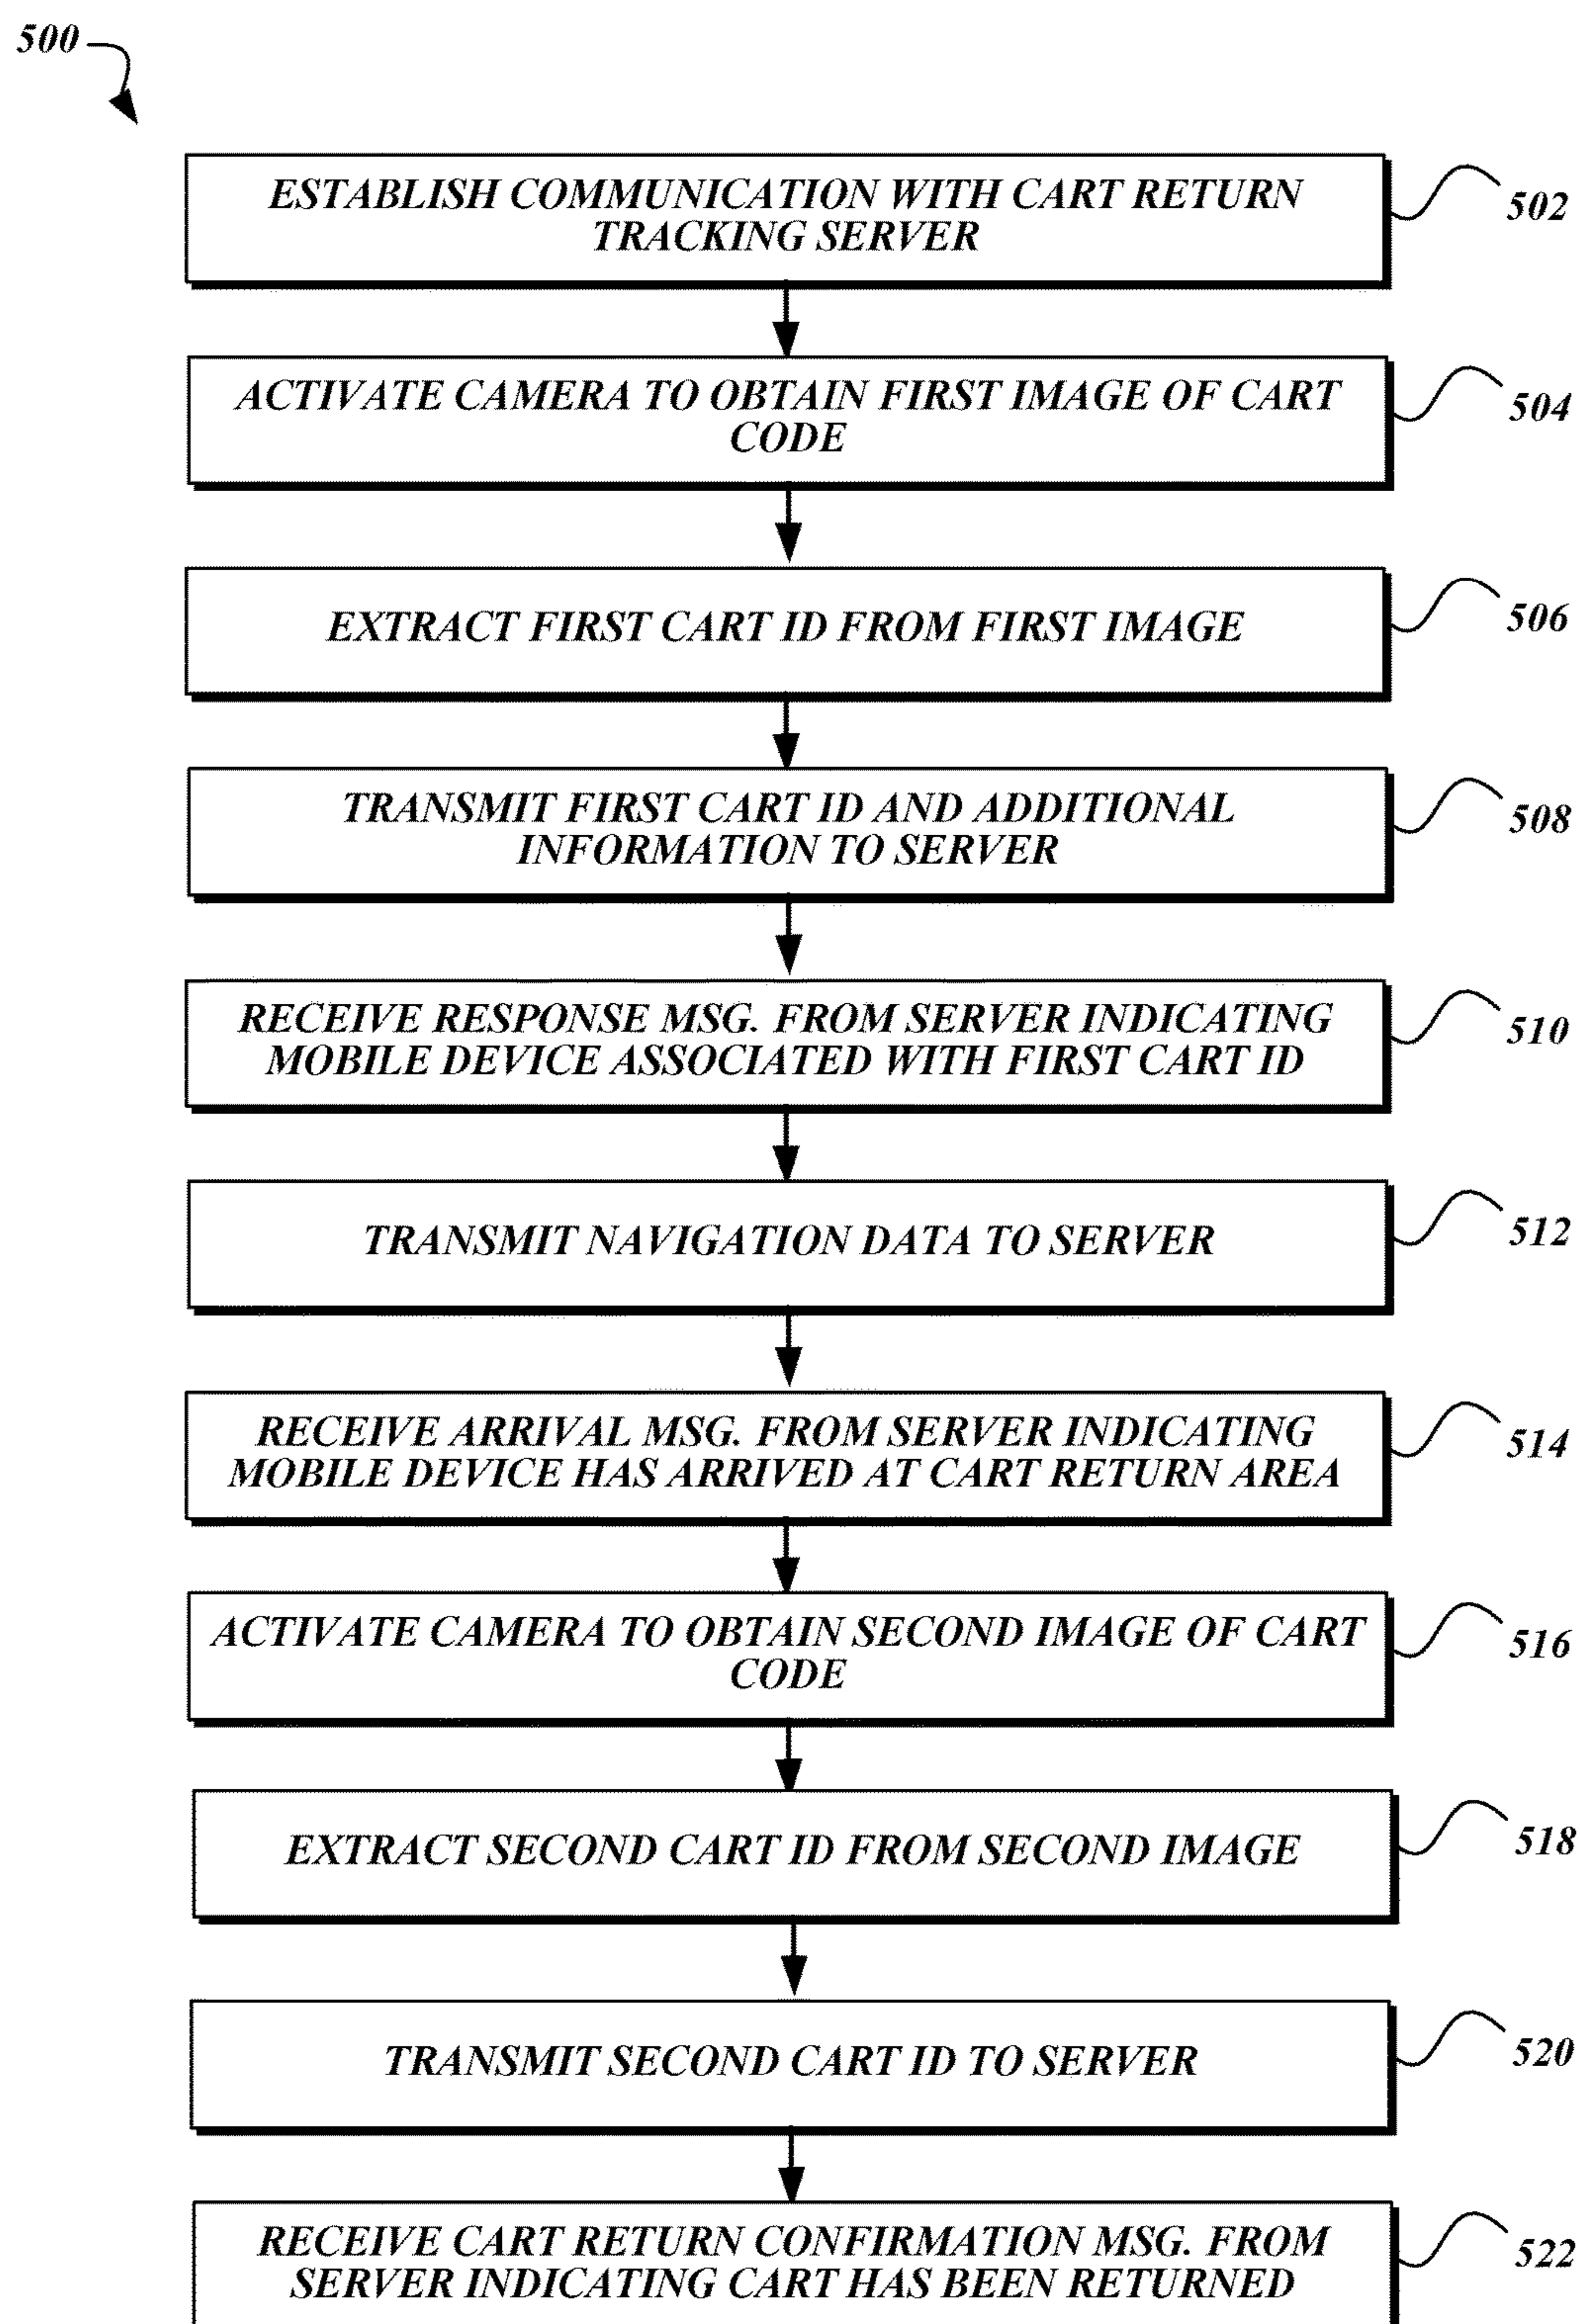 500
ESTABLISH COMMUNICATION WITH CART RETURN
TRACKING SERVER
502
ACTIVATE CAMERA TO OBTAIN FIRST IMAGE OF CART
CODE
504
EXTRACT FIRST CART ID FROM FIRST IMAGE
506
TRANSMIT FIRST CART ID AND ADDITIONAL
INFORMATION TO SERVER
508
RECEIVE RESPONSE MSG. FROM SERVER INDICATING
MOBILE DEVICE ASSOCIATED WITH FIRST CART ID
510
TRANSMIT NAVIGATION DATA TO SERVER
512
RECEIVE ARRIVAL MSG. FROM SERVER INDICATING
MOBILE DEVICE HAS ARRIVED AT CART RETURN AREA
514
ACTIVATE CAMERA TO OBTAIN SECOND IMAGE OF CART
CODE
516
EXTRACT SECOND CART ID FROM SECOND IMAGE
518
TRANSMIT SECOND CART ID TO SERVER
520
RECEIVE CART RETURN CONFIRMATION MSG. FROM
SERVER INDICATING CART HAS BEEN RETURNED
522